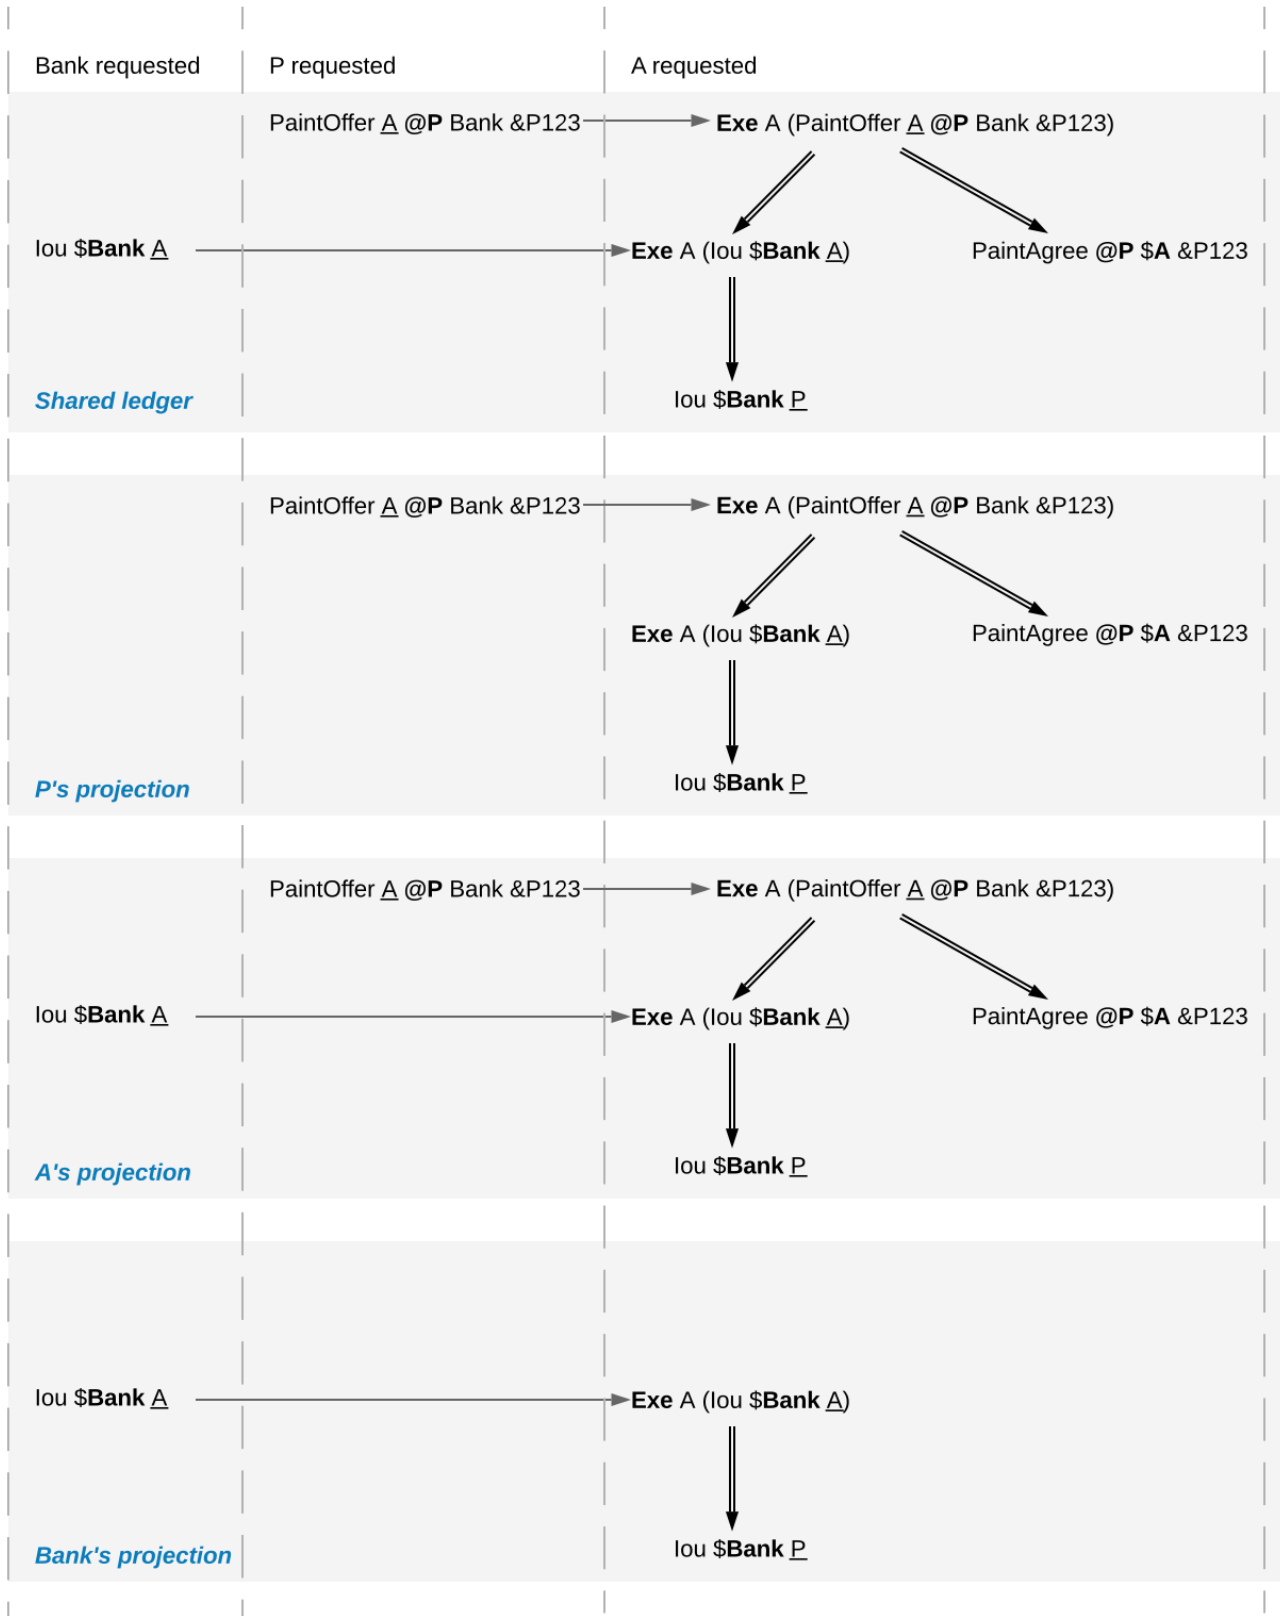 Bank requested P requested A requested
PaintOffer A @P Bank &P123 Exe A (PaintOffer A @P Bank &P123)
Iou $Bank A Exe A (Iou $Bank A) PaintAgree @P $A &P123
Shared ledger Iou $Bank P
PaintOffer A @P Bank &P123 Exe A (PaintOffer A @P Bank &P123)
Exe A (Iou $Bank A) PaintAgree @P $A &P123
P's projection Iou $Bank P
PaintOffer A @P Bank &P123 Exe A (PaintOffer A @P Bank &P123)
Iou $Bank A Exe A (Iou $Bank A) PaintAgree @P $A &P123
A's projection Iou $Bank P
Iou $Bank A Exe A (Iou $Bank A)
Bank's projection Iou $Bank P